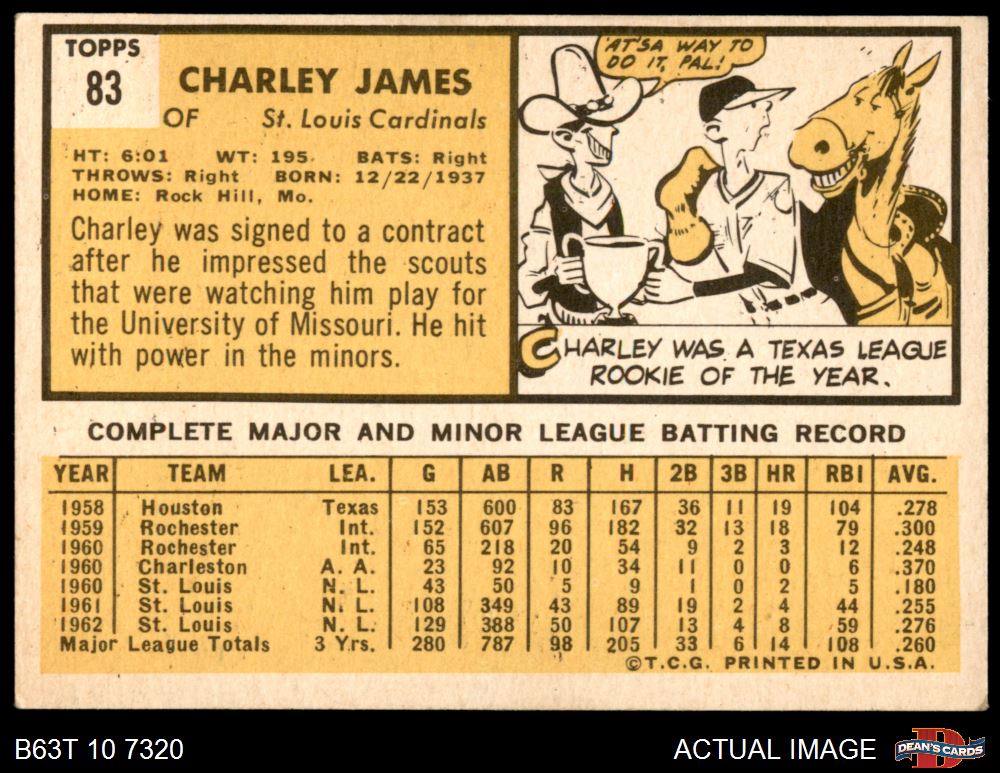 TOPPS
83
CHARLEY JAMES
OF St. Louis Cardinals
HT: 6:01 WT: 195. BATS: Right
THROWS: Right BORN: 12/22/1937
HOME: Rock Hill, Mo.
Charley was signed to a contract
after he impressed the scouts
that were watching him play for
the University of Missouri. He hit
with power in the minors.
'AT'SA WAY TO
DO IT, PAL!
CHARLEY WAS A TEXAS LEAGUE
ROOKIE OF THE YEAR.
COMPLETE MAJOR AND MINOR LEAGUE BATTING RECORD
YEAR TEAM LEA. G AB R H 2B 3B HR RBI AVG.
1958 Houston Texas 153 600 83 167 36 11 19 104 .278
1959 Rochester Int. 152 607 96 182 32 13 18 79 .300
1960 Rochester Int. 65 218 20 54 9 2 3 12 .248
1960 Charleston A. A. 23 92 10 34 11 0 0 6 .370
1960 St. Louis N. L. 43 50 5 9 1 0 2 5 .180
1961 St. Louis N. L. 108 349 43 89 19 2 4 44 .255
1962 St. Louis N. L. 129 388 50 107 13 4 8 59 .276
Major League Totals 3 Yrs. 280 787 98 205 33 6 14 108 .260
©T.C.G. PRINTED IN U.S.A.
B63T 10 7320
ACTUAL IMAGE
D
DEAN'S CARDS